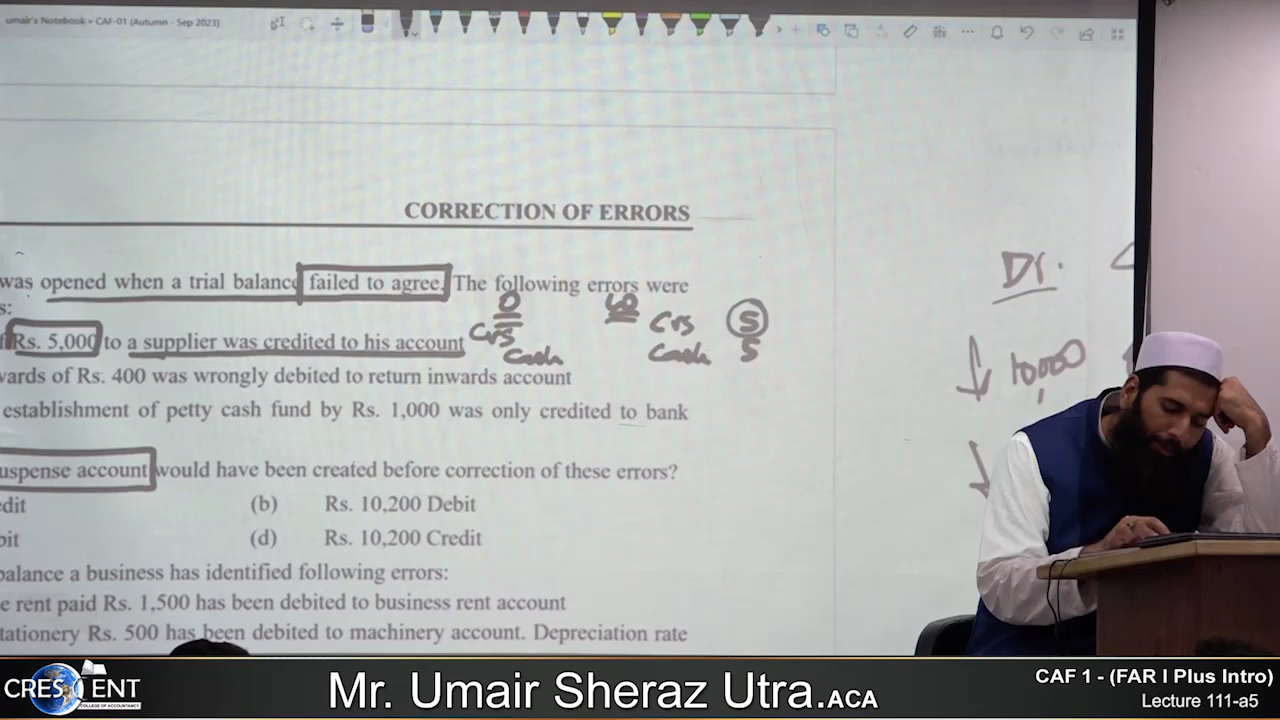 umair's Notebook » CAF-01 (Autumn - Sep 2023)
CORRECTION OF ERRORS
was opened when a trial balance failed to agree. The following errors were
s:
Rs. 5,000 to a supplier was credited to his account
O
Crs
Cash
Crs 5
Cash 5
wards of Rs. 400 was wrongly debited to return inwards account
establishment of petty cash fund by Rs. 1,000 was only credited to bank
uspense account would have been created before correction of these errors?
edit (b) Rs. 10,200 Debit
bit (d) Rs. 10,200 Credit
balance a business has identified following errors:
e rent paid Rs. 1,500 has been debited to business rent account
tationery Rs. 500 has been debited to machinery account. Depreciation rate
Dr.
10,000
CRESCENT
COLLEGE OF ACCOUNTANCY
Mr. Umair Sheraz Utra.ACA
CAF 1 - (FAR I Plus Intro)
Lecture 111-a5